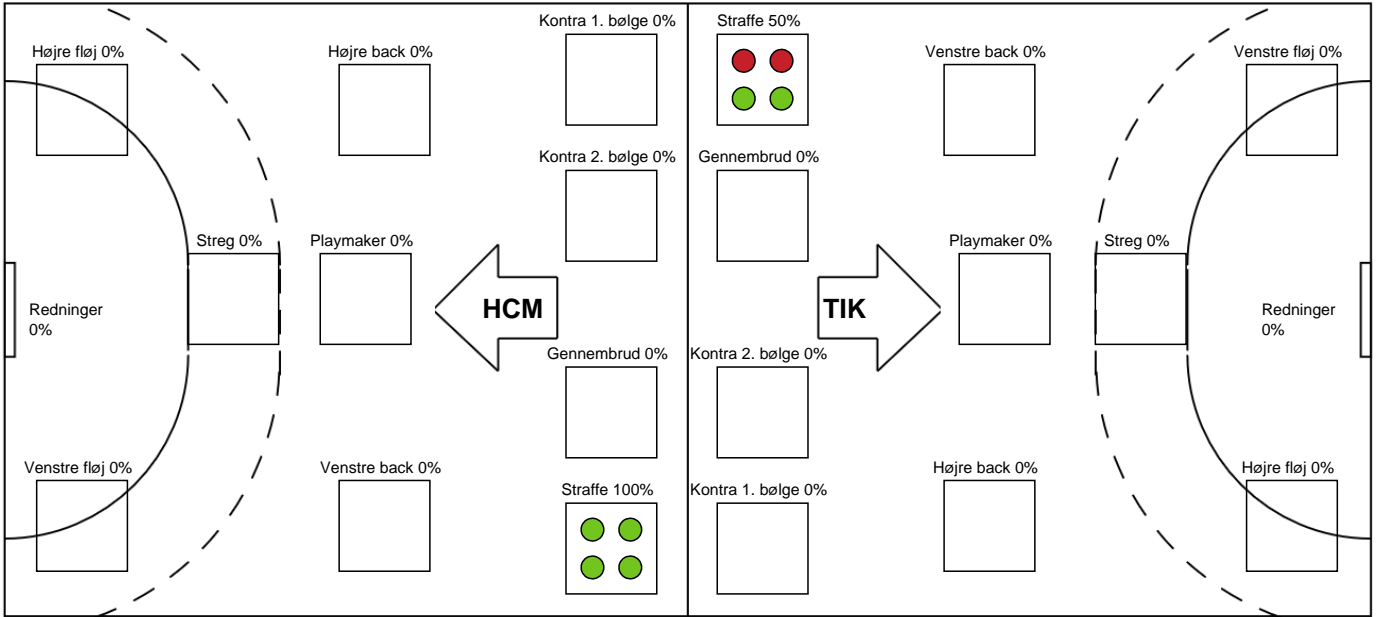 Kontra 1. bølge 0%
Straffe 50%
Højre fløj 0%
Højre back 0%
Venstre back 0%
Venstre fløj 0%
Kontra 2. bølge 0%
Gennembrud 0%
Streg 0%
Playmaker 0%
Playmaker 0%
Streg 0%
Redninger
0%
HCM
TIK
Redninger
0%
Gennembrud 0%
Kontra 2. bølge 0%
Venstre fløj 0%
Venstre back 0%
Højre back 0%
Højre fløj 0%
Straffe 100%
Kontra 1. bølge 0%